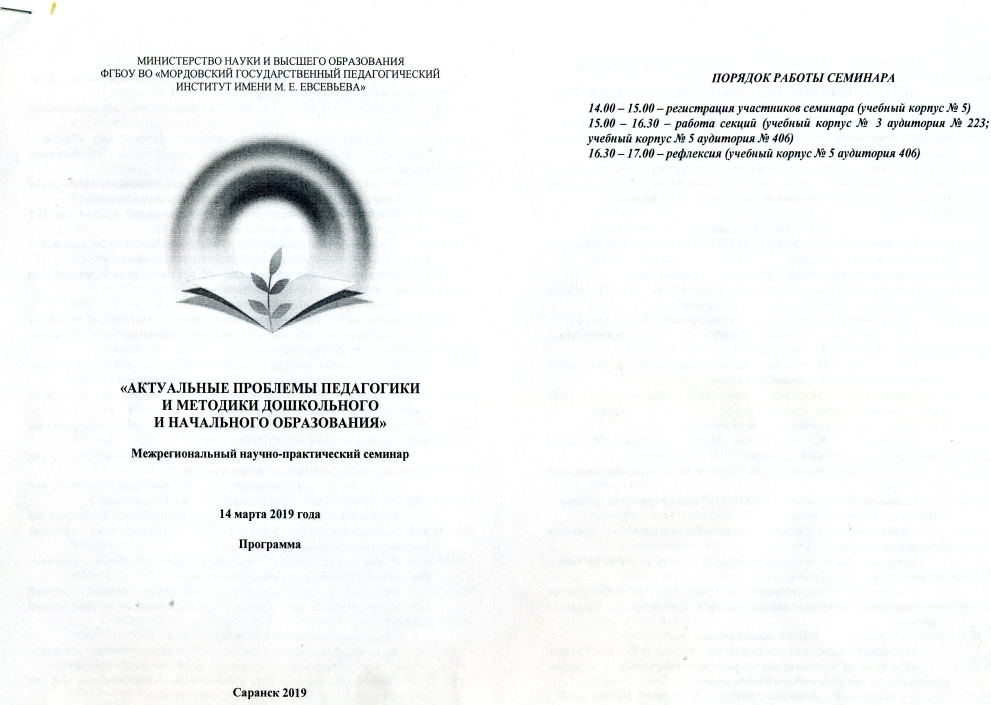 МИНИСТЕРСТВО НАУКИ И ВЫСШЕГО ОБРАЗОВАНИЯ
ФГБОУ ВО «МОРДОВСКИЙ ГОСУДАРСТВЕННЫЙ ПЕДАГОГИЧЕСКИЙ
ИНСТИТУТ ИМЕНИ М. Е. ЕВСЕВЬЕВА»
«АКТУАЛЬНЫЕ ПРОБЛЕМЫ ПЕДАГОГИКИ
И МЕТОДИКИ ДОШКОЛЬНОГО
И НАЧАЛЬНОГО ОБРАЗОВАНИЯ»
Межрегиональный научно-практический семинар
14 марта 2019 года
Программа
Саранск 2019
ПОРЯДОК РАБОТЫ СЕМИНАРА
14.00 – 15.00 – регистрация участников семинара (учебный корпус № 5)
15.00 – 16.30 – работа секций (учебный корпус № 3 аудитория № 223;
учебный корпус № 5 аудитория № 406)
16.30 – 17.00 – рефлексия (учебный корпус № 5 аудитория 406)